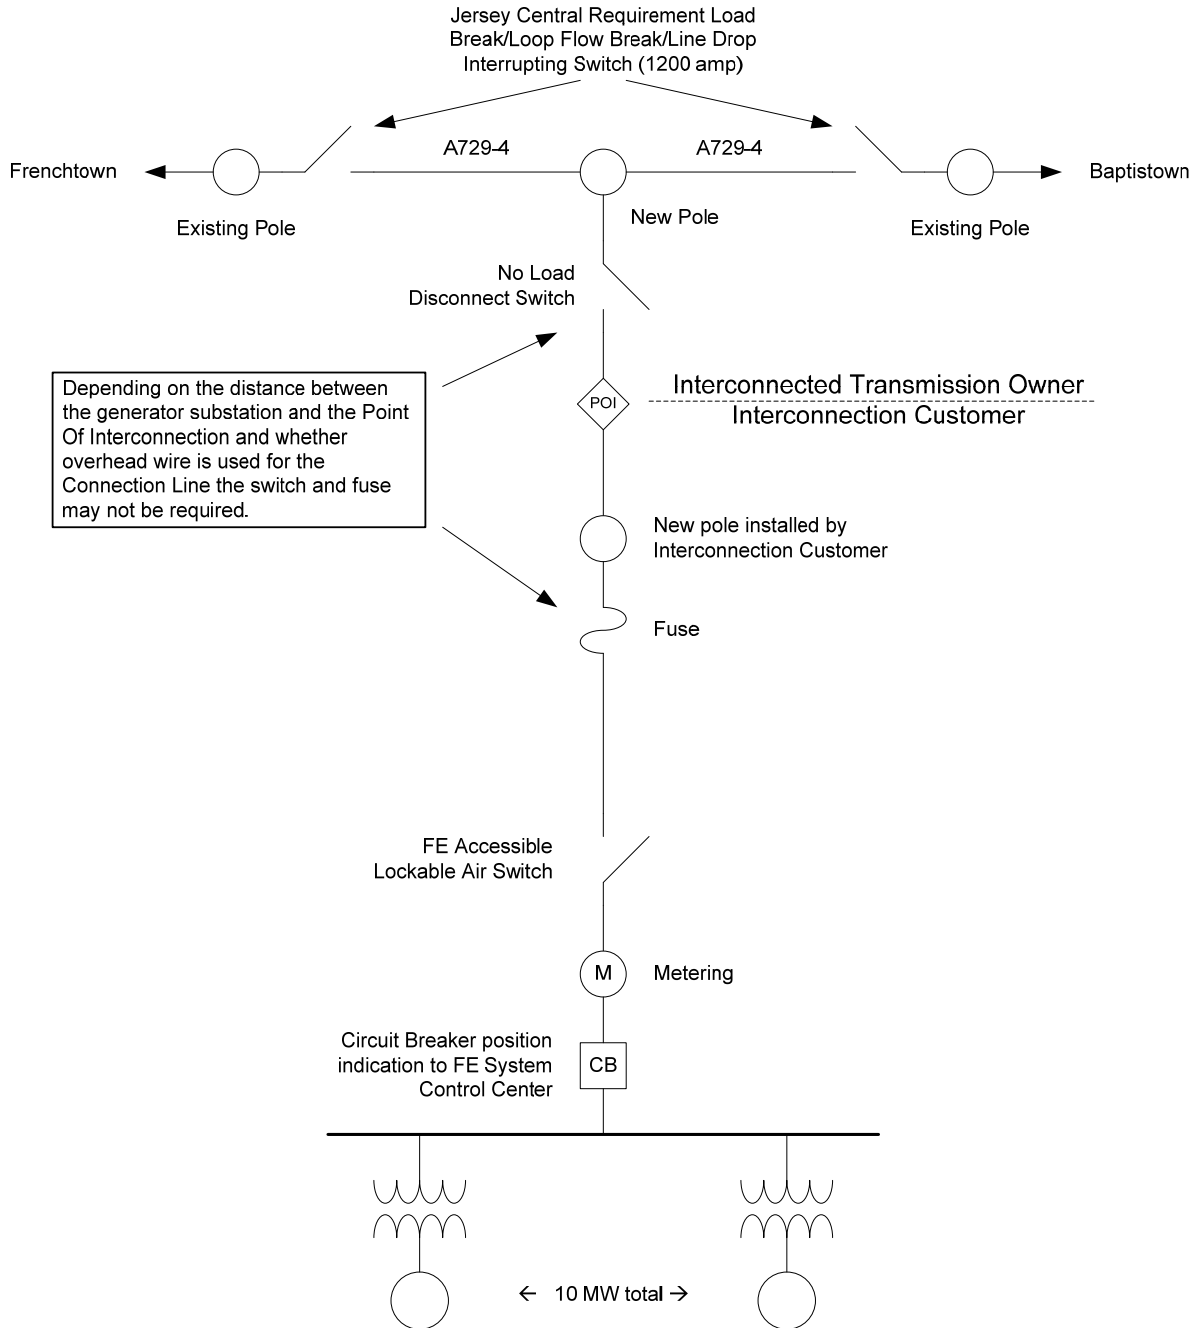 Jersey Central Requirement Load
Break/Loop Flow Break/Line Drop
Interrupting Switch (1200 amp)
A729-4
A729-4
Frenchtown
Baptistown
New Pole
Existing Pole
Existing Pole
No Load
Disconnect Switch
Depending on the distance between
the generator substation and the Point
Of Interconnection and whether
overhead wire is used for the
Connection Line the switch and fuse
may not be required.
POI
Interconnected Transmission Owner
Interconnection Customer
New pole installed by
Interconnection Customer
Fuse
FE Accessible
Lockable Air Switch
M
Metering
Circuit Breaker position
indication to FE System
Control Center
CB
← 10 MW total →